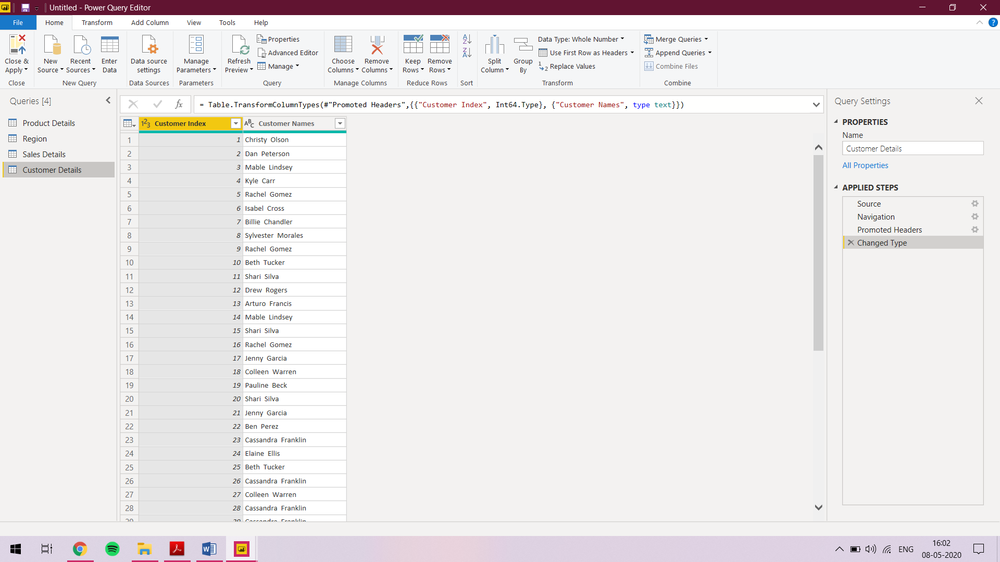 Untitled - Power Query Editor
File Home Transform Add Column View Tools Help
Close & Apply
New Source
Recent Sources
Enter Data
Data source settings
Manage Parameters
Refresh Preview
Properties
Advanced Editor
Manage
Choose Columns
Remove Columns
Keep Rows
Remove Rows
Split Column
Group By
Data Type: Whole Number
Use First Row as Headers
Replace Values
Merge Queries
Append Queries
Combine Files
Close New Query Data Sources Parameters Query Manage Columns Reduce Rows Sort Transform Combine
Queries [4]
Product Details
Region
Sales Details
Customer Details
fx = Table.TransformColumnTypes(#"Promoted Headers",{{"Customer Index", Int64.Type}, {"Customer Names", type text}})
123 Customer Index ABC Customer Names
1 1 Christy Olson
2 2 Dan Peterson
3 3 Mable Lindsey
4 4 Kyle Carr
5 5 Rachel Gomez
6 6 Isabel Cross
7 7 Billie Chandler
8 8 Sylvester Morales
9 9 Rachel Gomez
10 10 Beth Tucker
11 11 Shari Silva
12 12 Drew Rogers
13 13 Arturo Francis
14 14 Mable Lindsey
15 15 Shari Silva
16 16 Rachel Gomez
17 17 Jenny Garcia
18 18 Colleen Warren
19 19 Pauline Beck
20 20 Shari Silva
21 21 Jenny Garcia
22 22 Ben Perez
23 23 Cassandra Franklin
24 24 Elaine Ellis
25 25 Beth Tucker
26 26 Cassandra Franklin
27 27 Colleen Warren
28 28 Cassandra Franklin
29 29 Cassandra Franklin
Query Settings
PROPERTIES
Name
Customer Details
All Properties
APPLIED STEPS
Source
Navigation
Promoted Headers
Changed Type
ENG
16:02
08-05-2020